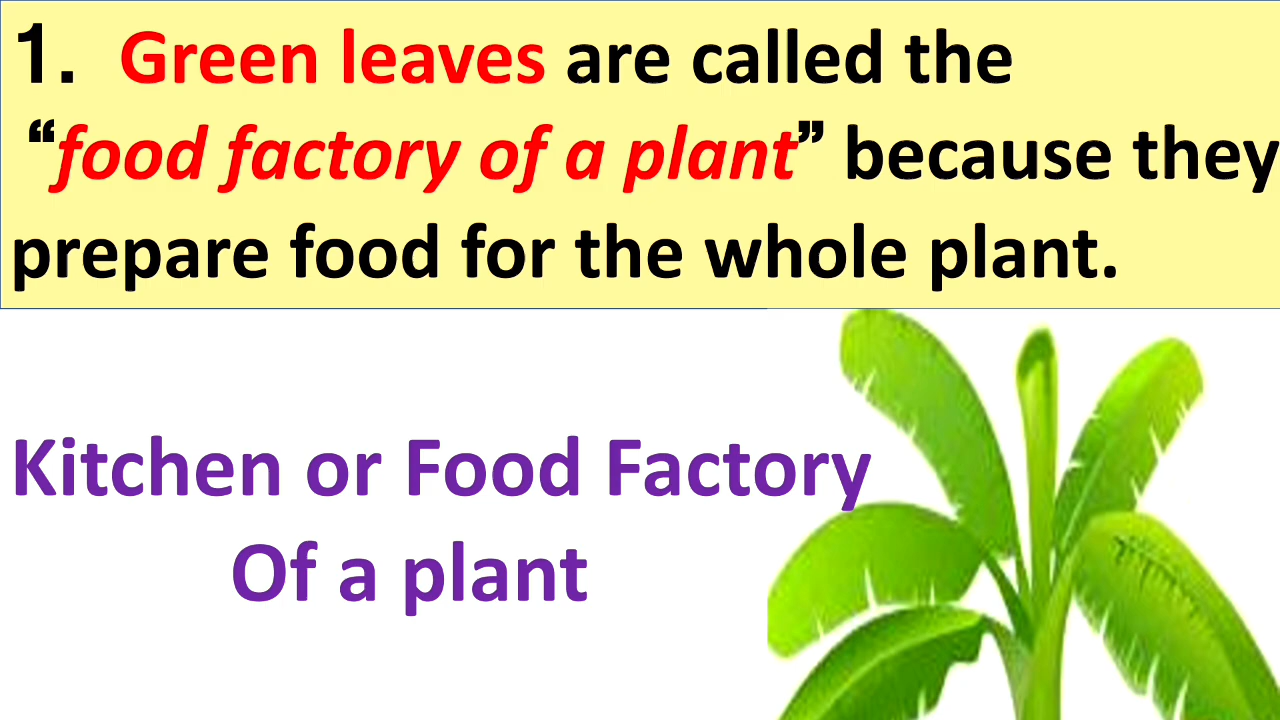 1. Green leaves are called the
“food factory of a plant” because they
prepare food for the whole plant.
Kitchen or Food Factory
Of a plant